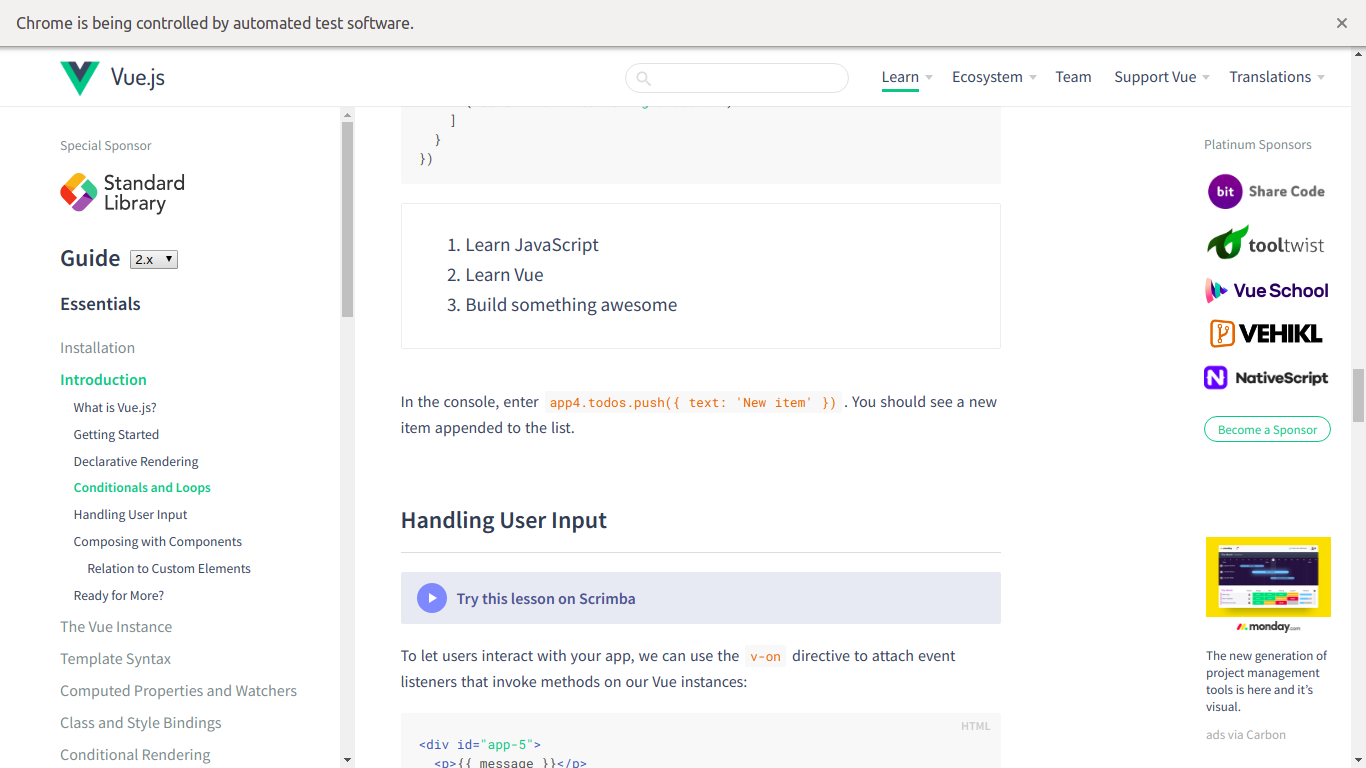 Chrome is being controlled by automated test software.
Vue.js
Learn
Ecosystem
Team
Support Vue
Translations
Special Sponsor
Standard
Library
Guide 2.x
Essentials
Installation
Introduction
What is Vue.js?
Getting Started
Declarative Rendering
Conditionals and Loops
Handling User Input
Composing with Components
Relation to Custom Elements
Ready for More?
The Vue Instance
Template Syntax
Computed Properties and Watchers
Class and Style Bindings
Conditional Rendering
]
}
})
1. Learn JavaScript
2. Learn Vue
3. Build something awesome
In the console, enter app4.todos.push({ text: 'New item' }) . You should see a new
item appended to the list.
Handling User Input
Try this lesson on Scrimba
To let users interact with your app, we can use the v-on directive to attach event
listeners that invoke methods on our Vue instances:
HTML
<div id="app-5">
<p>{{ message }}</p>
Platinum Sponsors
bit Share Code
tooltwist
Vue School
VEHIKL
NativeScript
Become a Sponsor
monday.com
The new generation of
project management
tools is here and it's
visual.
ads via Carbon